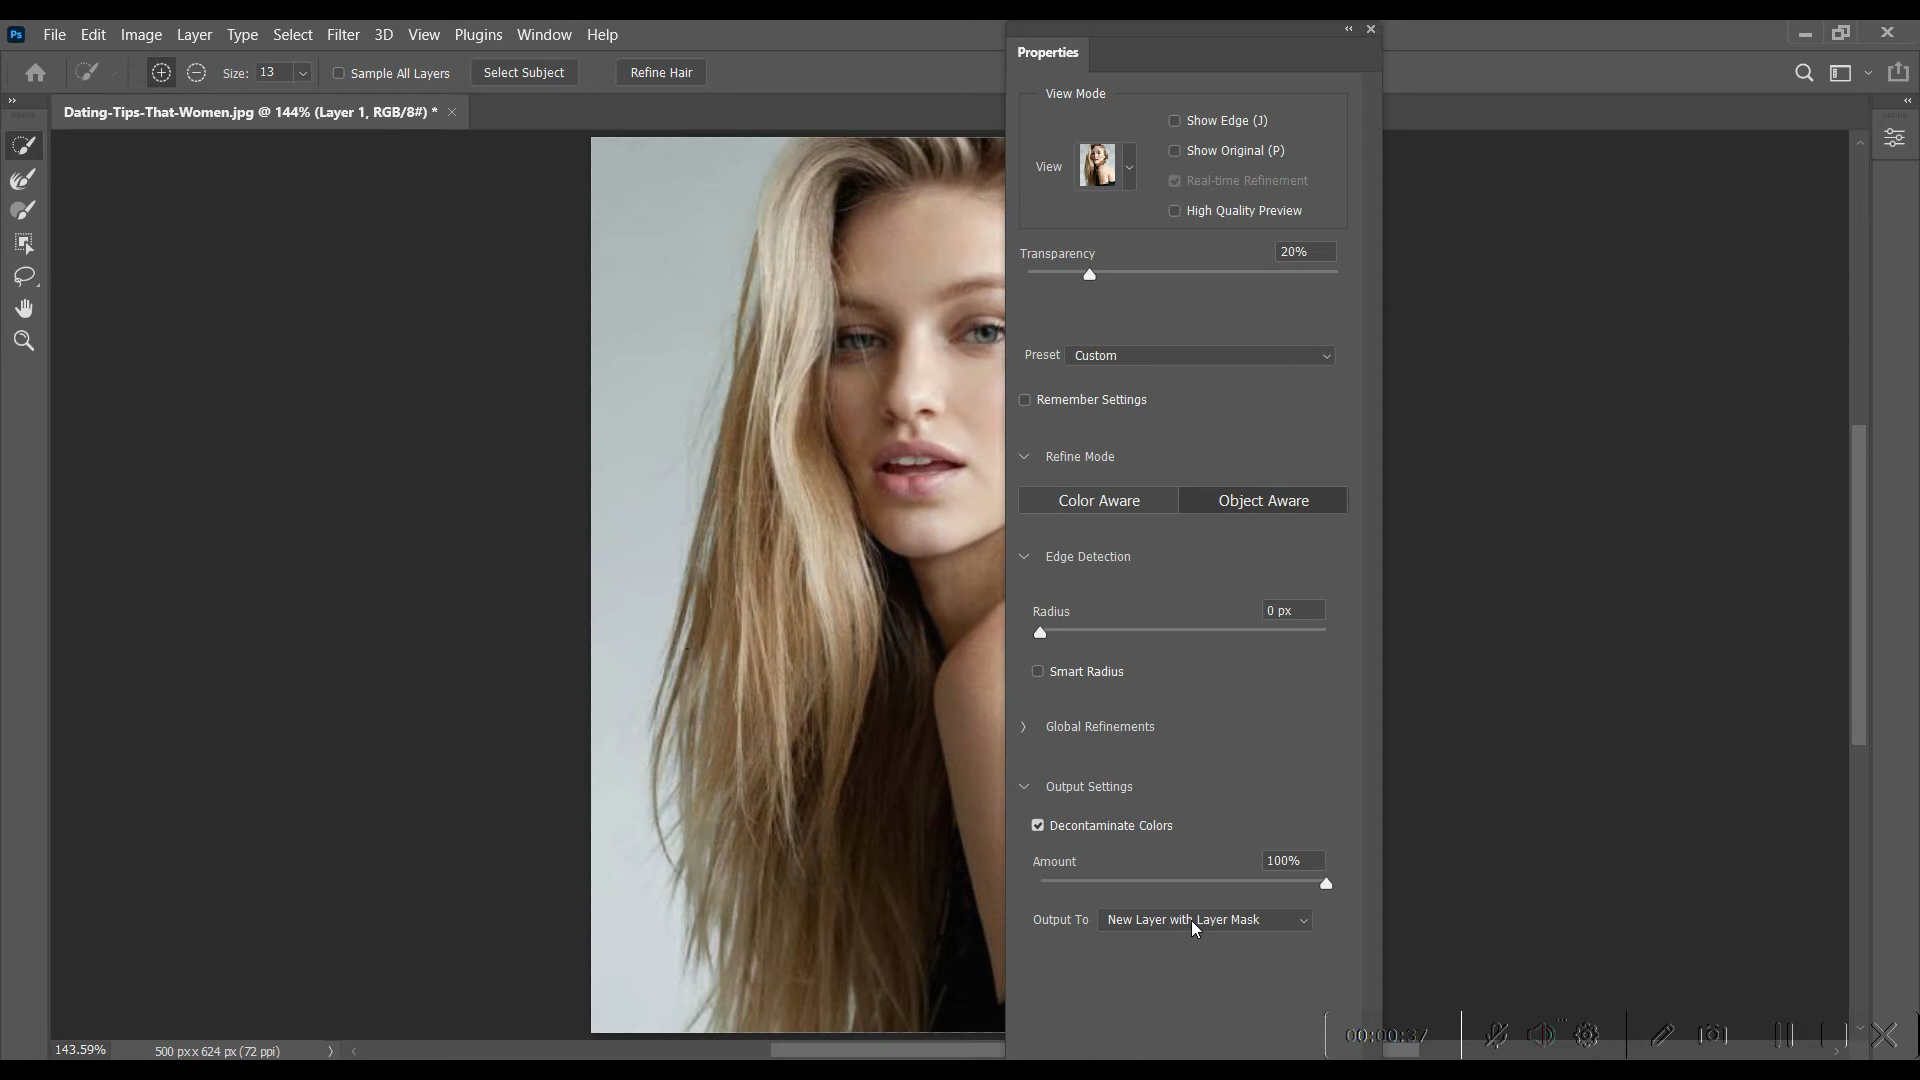 Ps File Edit Image Layer Type Select Filter 3D View Plugins Window Help
Size: 13 Sample All Layers Select Subject Refine Hair
Dating-Tips-That-Women.jpg @ 144% (Layer 1, RGB/8#) *
Properties
View Mode
Show Edge (J)
Show Original (P)
View
Real-time Refinement
High Quality Preview
Transparency 20%
Preset Custom
Remember Settings
Refine Mode
Color Aware Object Aware
Edge Detection
Radius 0 px
Smart Radius
Global Refinements
Output Settings
Decontaminate Colors
Amount 100%
Output To New Layer with Layer Mask
00:00:37
143.59% 500 px x 624 px (72 ppi)